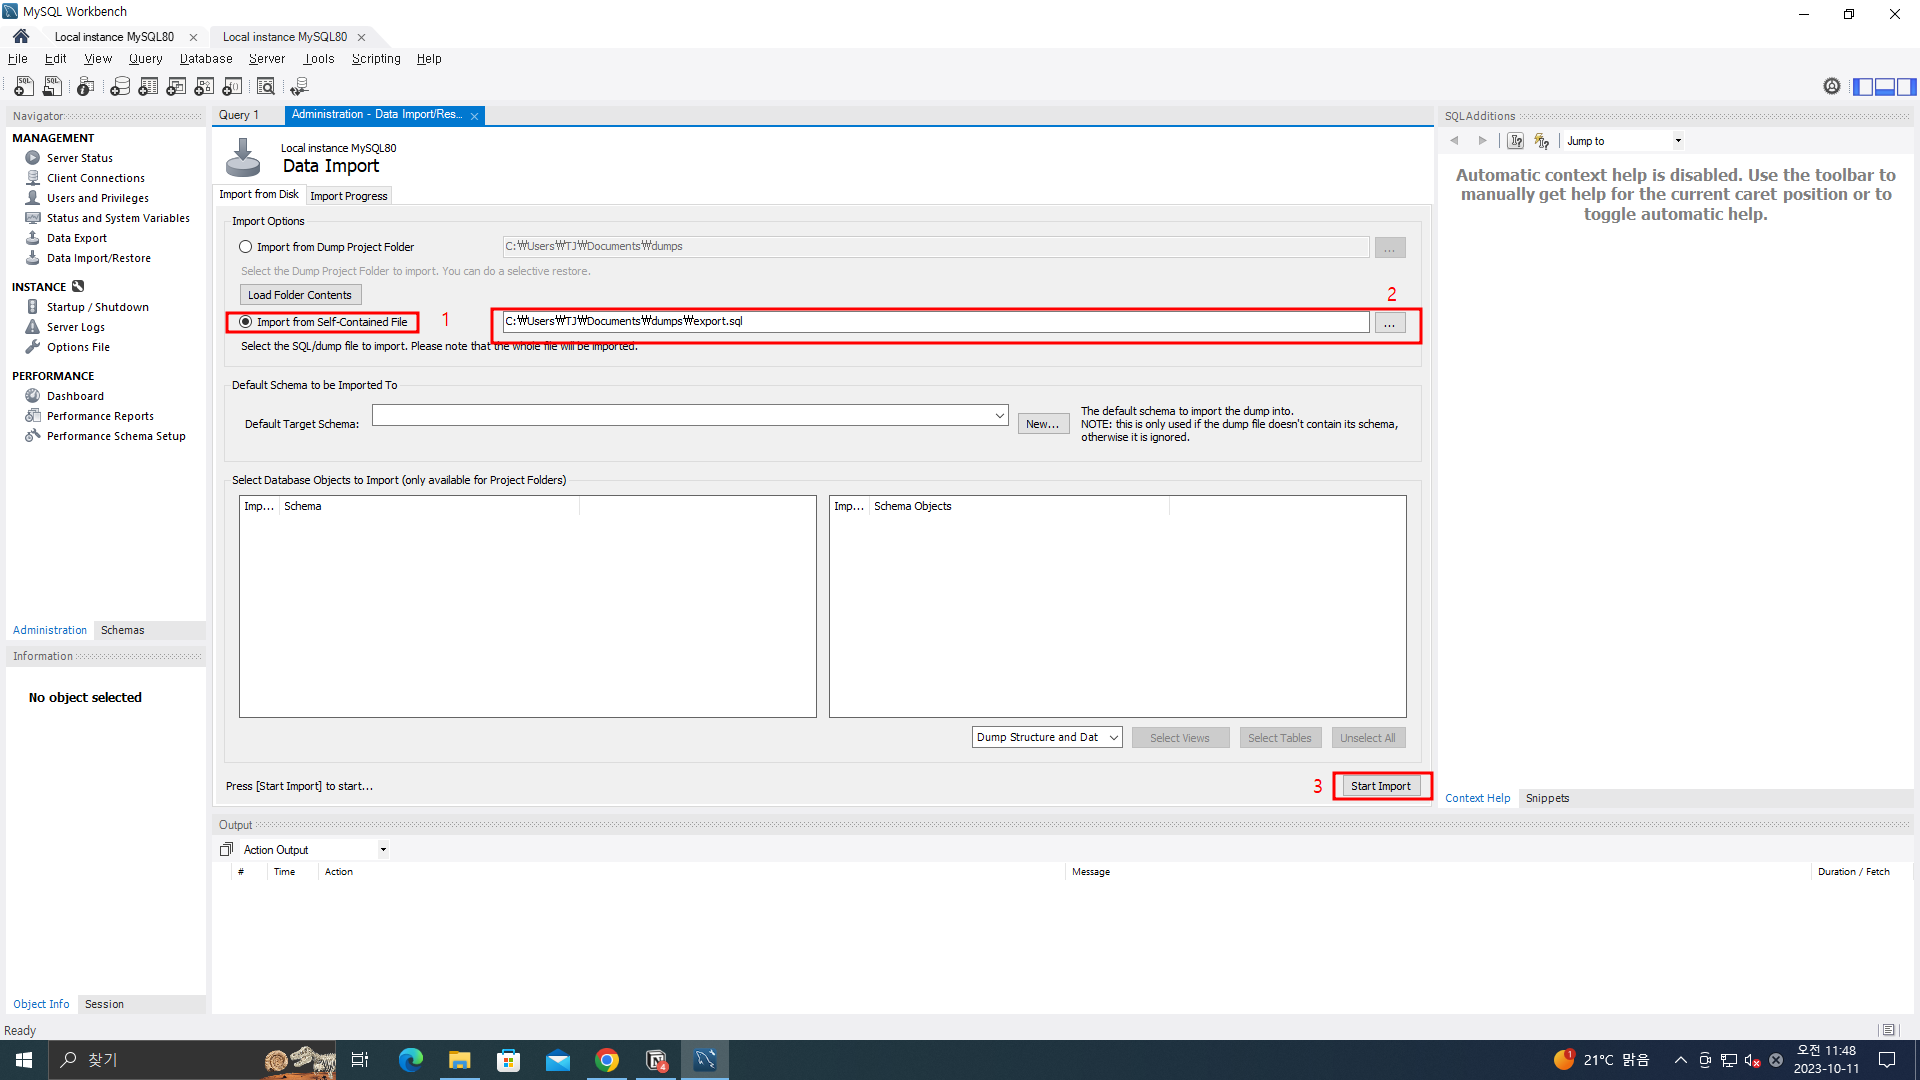 MySQL Workbench
Local instance MySQL80
Local instance MySQL80
File Edit View Query Database Server Tools Scripting Help
Navigator
MANAGEMENT
Server Status
Client Connections
Users and Privileges
Status and System Variables
Data Export
Data Import/Restore
INSTANCE
Startup / Shutdown
Server Logs
Options File
PERFORMANCE
Dashboard
Performance Reports
Performance Schema Setup
Administration Schemas
Information
No object selected
Object Info Session
Query 1
Administration - Data Import/Res...
Local instance MySQL80
Data Import
Import from Disk Import Progress
Import Options
Import from Dump Project Folder
C:₩Users₩TJ₩Documents₩dumps
...
Select the Dump Project Folder to import. You can do a selective restore.
Load Folder Contents
2
Import from Self-Contained File
1
C:₩Users₩TJ₩Documents₩dumps₩export.sql
...
Select the SQL/dump file to import. Please note that the whole file will be imported.
Default Schema to be Imported To
Default Target Schema:
New...
The default schema to import the dump into.
NOTE: this is only used if the dump file doesn't contain its schema,
otherwise it is ignored.
Select Database Objects to Import (only available for Project Folders)
Imp... Schema
Imp... Schema Objects
Dump Structure and Dat
Select Views
Select Tables
Unselect All
Press [Start Import] to start...
3
Start Import
SQLAdditions
Jump to
Automatic context help is disabled. Use the toolbar to
manually get help for the current caret position or to
toggle automatic help.
Context Help Snippets
Output
Action Output
# Time Action Message Duration / Fetch
Ready
찾기
4
1
21°C 맑음
오전 11:48
2023-10-11